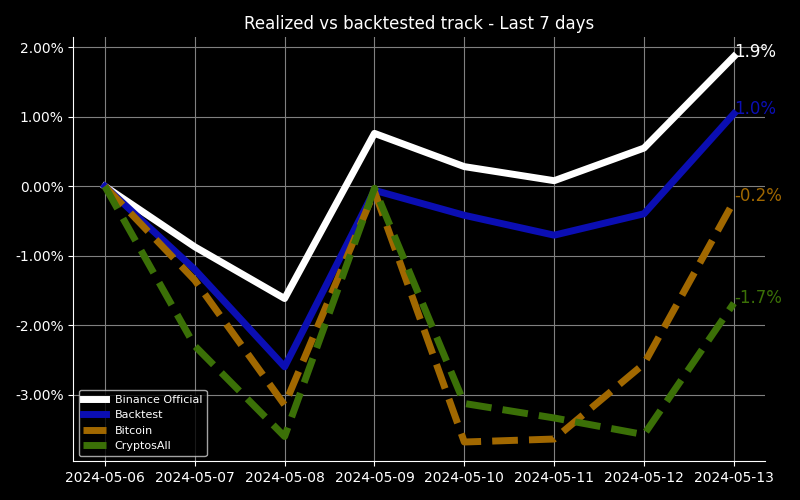 Realized vs backtested track - Last 7 days
2.00%
1.00%
0.00%
-1.00%
-2.00%
-3.00%
1.9%
1.0%
-0.2%
-1.7%
Binance Official
Backtest
Bitcoin
CryptosAll
2024-05-06 2024-05-07 2024-05-08 2024-05-09 2024-05-10 2024-05-11 2024-05-12 2024-05-13